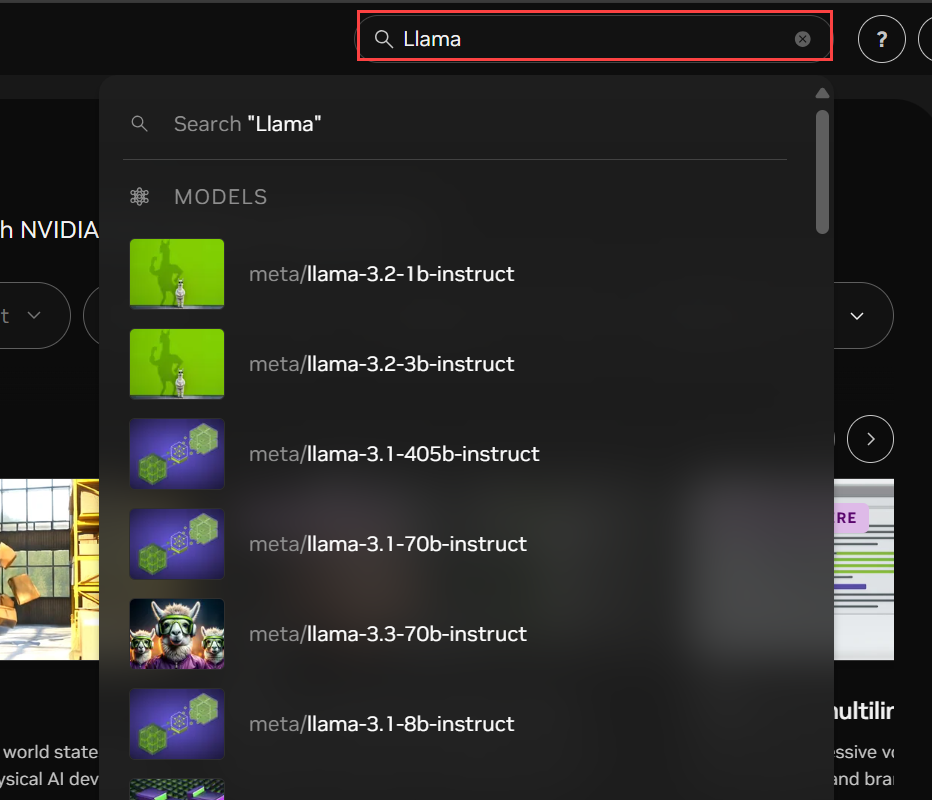 Llama
?
Search "Llama"
MODELS
h NVIDIA
meta/llama-3.2-1b-instruct
t
meta/llama-3.2-3b-instruct
meta/llama-3.1-405b-instruct
RE
meta/llama-3.1-70b-instruct
meta/llama-3.3-70b-instruct
nultilin
meta/llama-3.1-8b-instruct
world state
essive vo
ysical AI dev
and bra